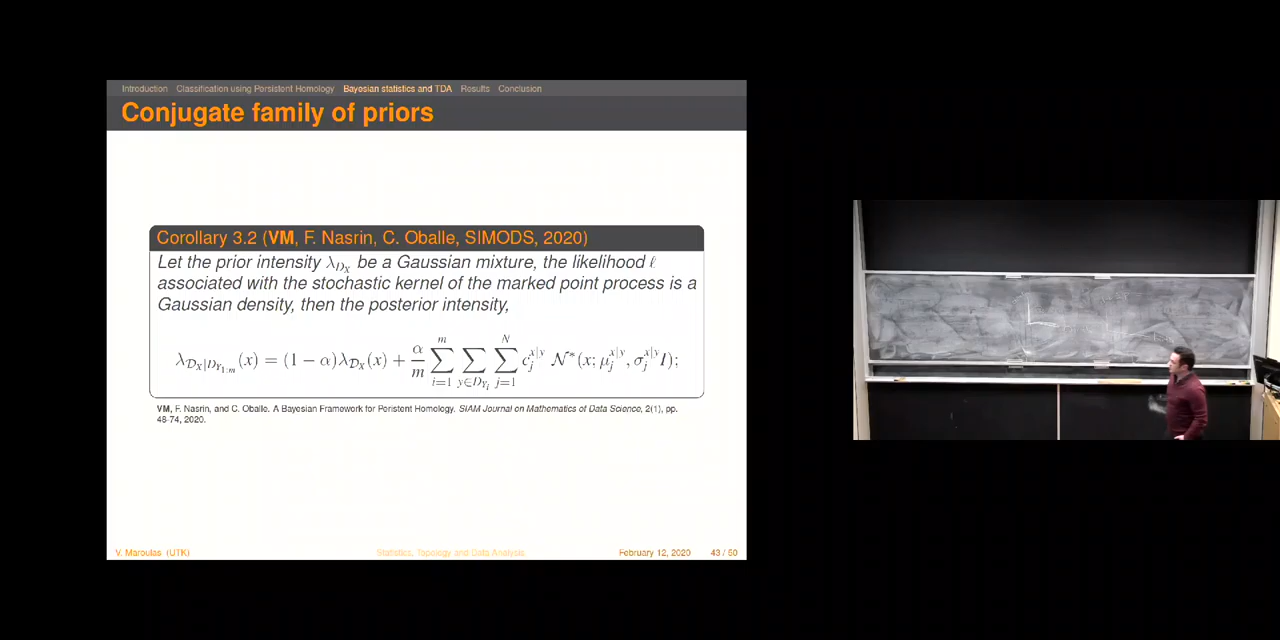 Introduction Classification using Persistent Homology Bayesian statistics and TDA Results Conclusion
Conjugate family of priors
Corollary 3.2 (VM, F. Nasrin, C. Oballe, SIMODS, 2020)
Let the prior intensity λ_{D_X} be a Gaussian mixture, the likelihood ℓ
associated with the stochastic kernel of the marked point process is a
Gaussian density, then the posterior intensity,
λ_{D_X|D_{Y_{1:m}}}(x) = (1 − α)λ_{D_X}(x) + \frac{α}{m} \sum_{i=1}^{m} \sum_{y∈D_{Y_i}} \sum_{j=1}^{N} c_j^{x|y} N*(x; μ_j^{x|y}, σ_j^{x|y} I);
VM, F. Nasrin, and C. Oballe. A Bayesian Framework for Peristent Homology. SIAM Journal on Mathematics of Data Science, 2(1), pp.
48-74, 2020.
V. Maroulas (UTK) Statistics, Topology and Data Analysis February 12, 2020 43 / 50